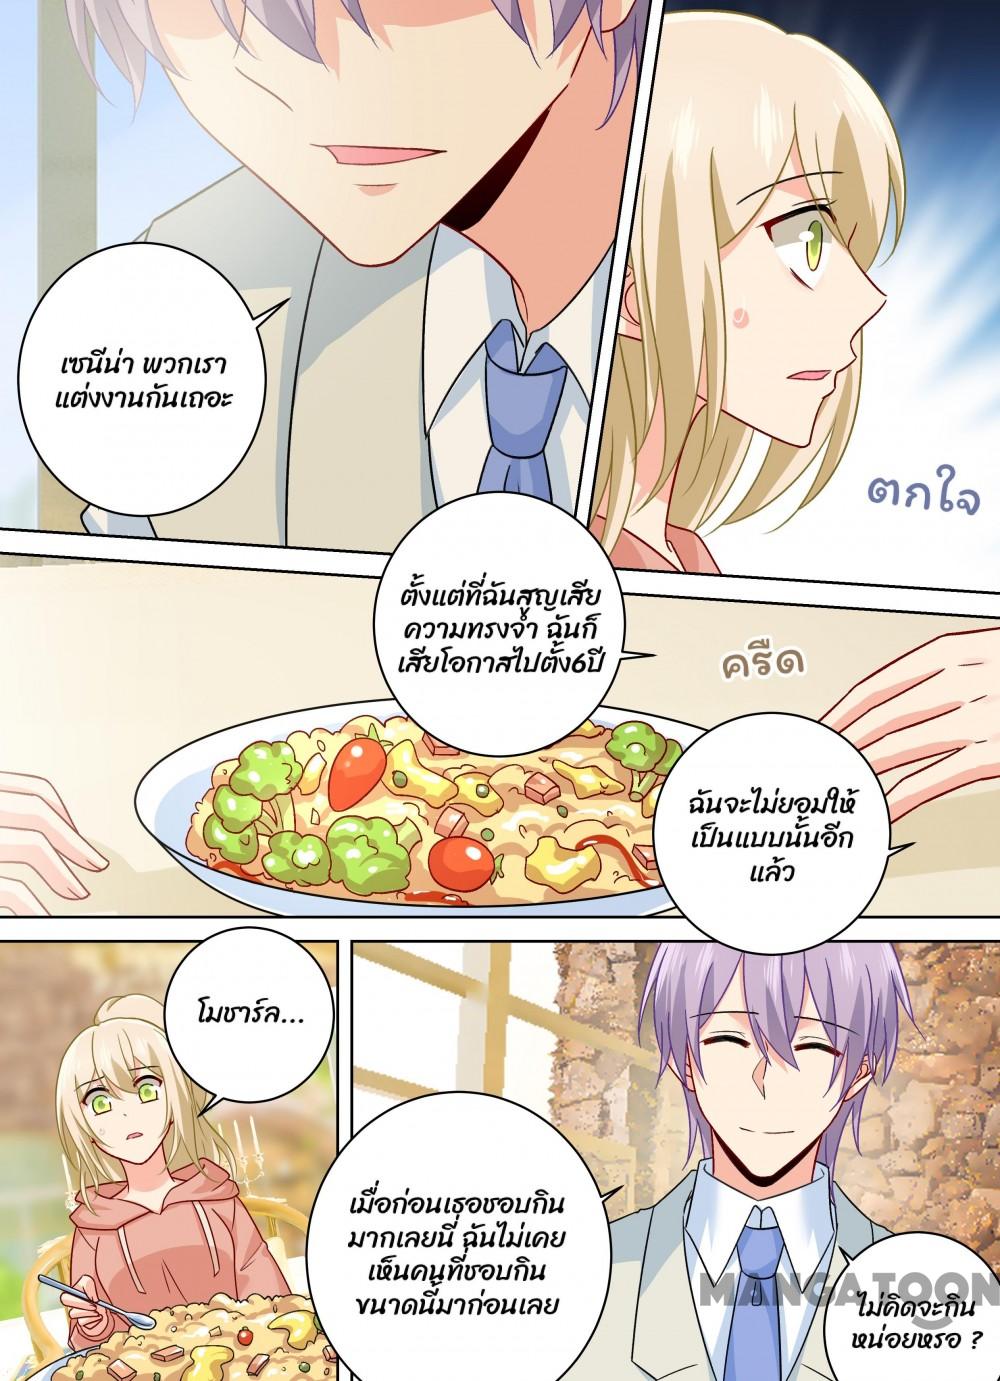 เซนีน่า พวกเรา
แต่งงานกันเถอะ
ตกใจ
ตั้งแต่ที่ฉันสูญเสีย
ความทรงจำ ฉันก็
เสียโอกาสไปตั้ง6ปี
ครืด
ฉันจะไม่ยอมให้
เป็นแบบนั้นอีก
แล้ว
โมชาร์ล...
เมื่อก่อนเธอชอบกิน
มากเลยนี่ ฉันไม่เคย
เห็นคนที่ชอบกิน
ขนาดนี้มาก่อนเลย
MANGATOON
ไม่คิดจะกิน
หน่อยหรอ ?